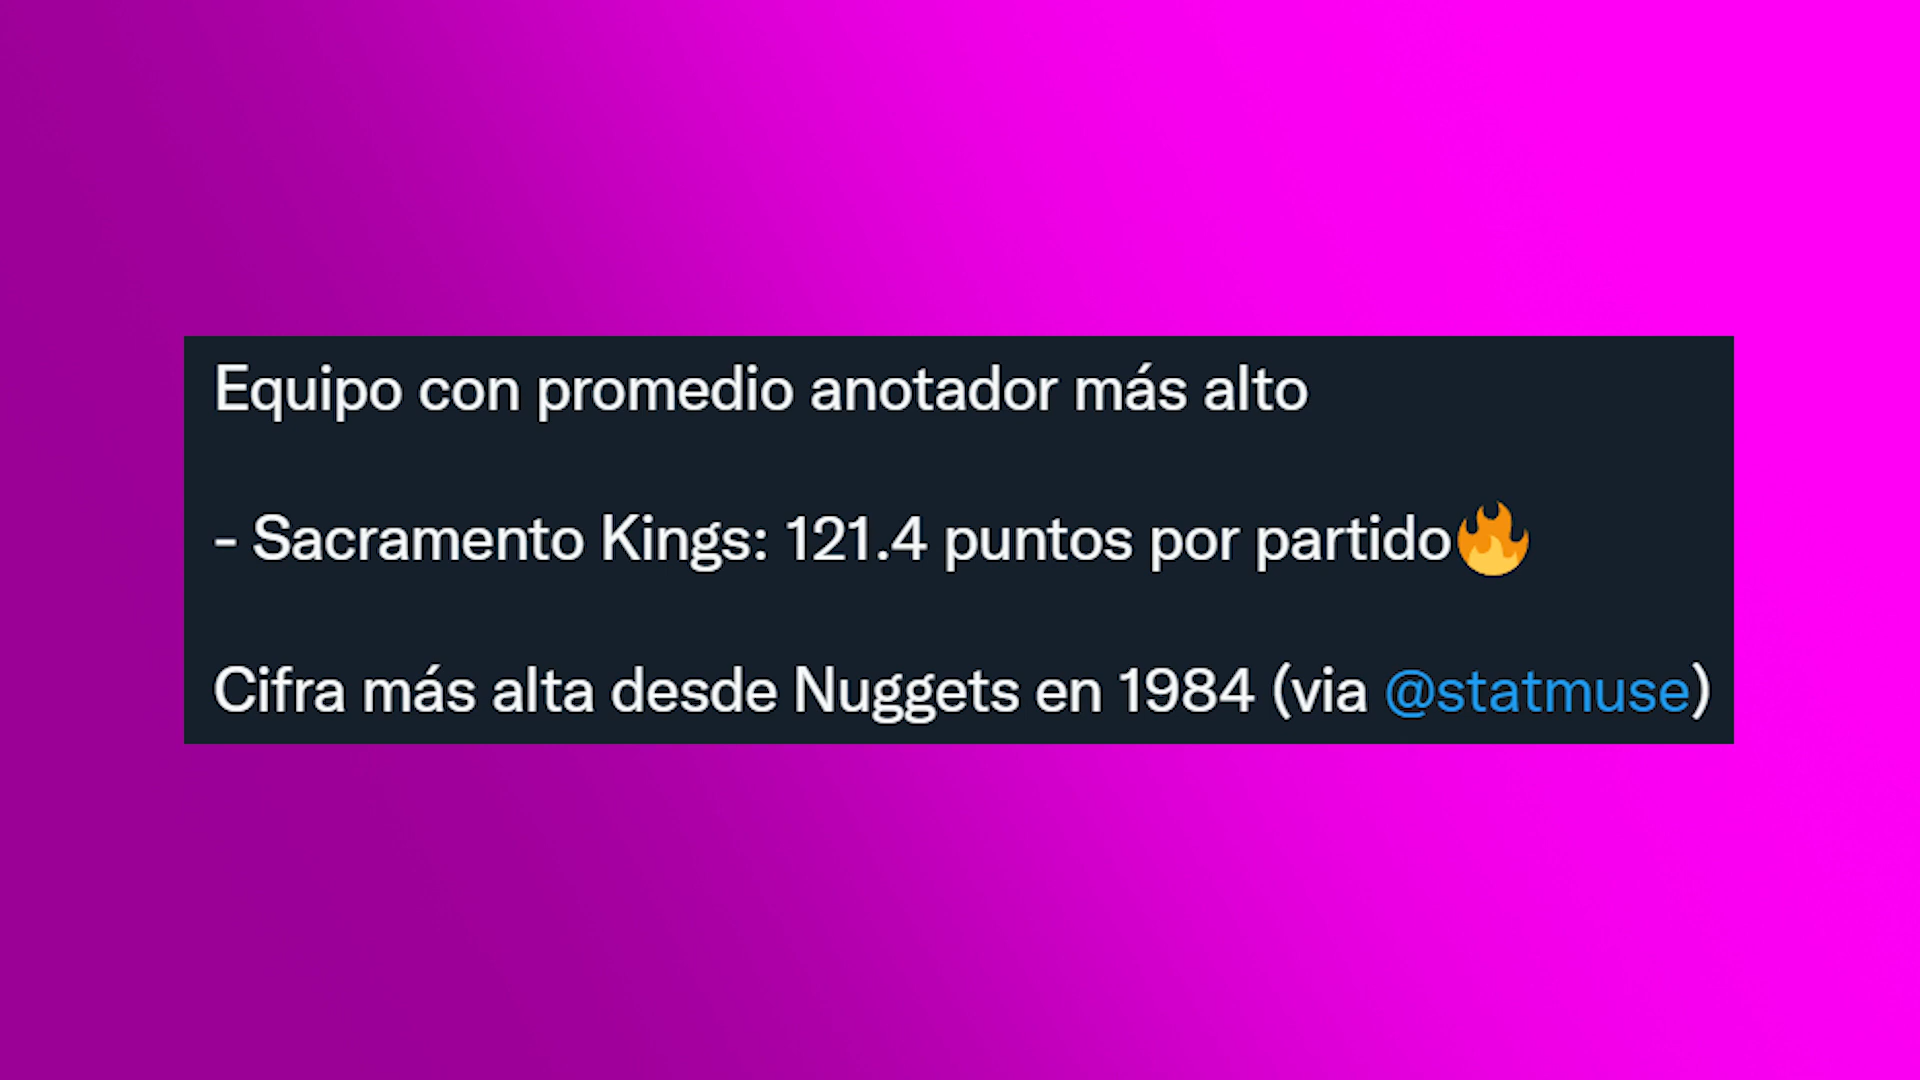 Equipo con promedio anotador más alto
- Sacramento Kings: 121.4 puntos por partido🔥
Cifra más alta desde Nuggets en 1984 (via @statmuse)